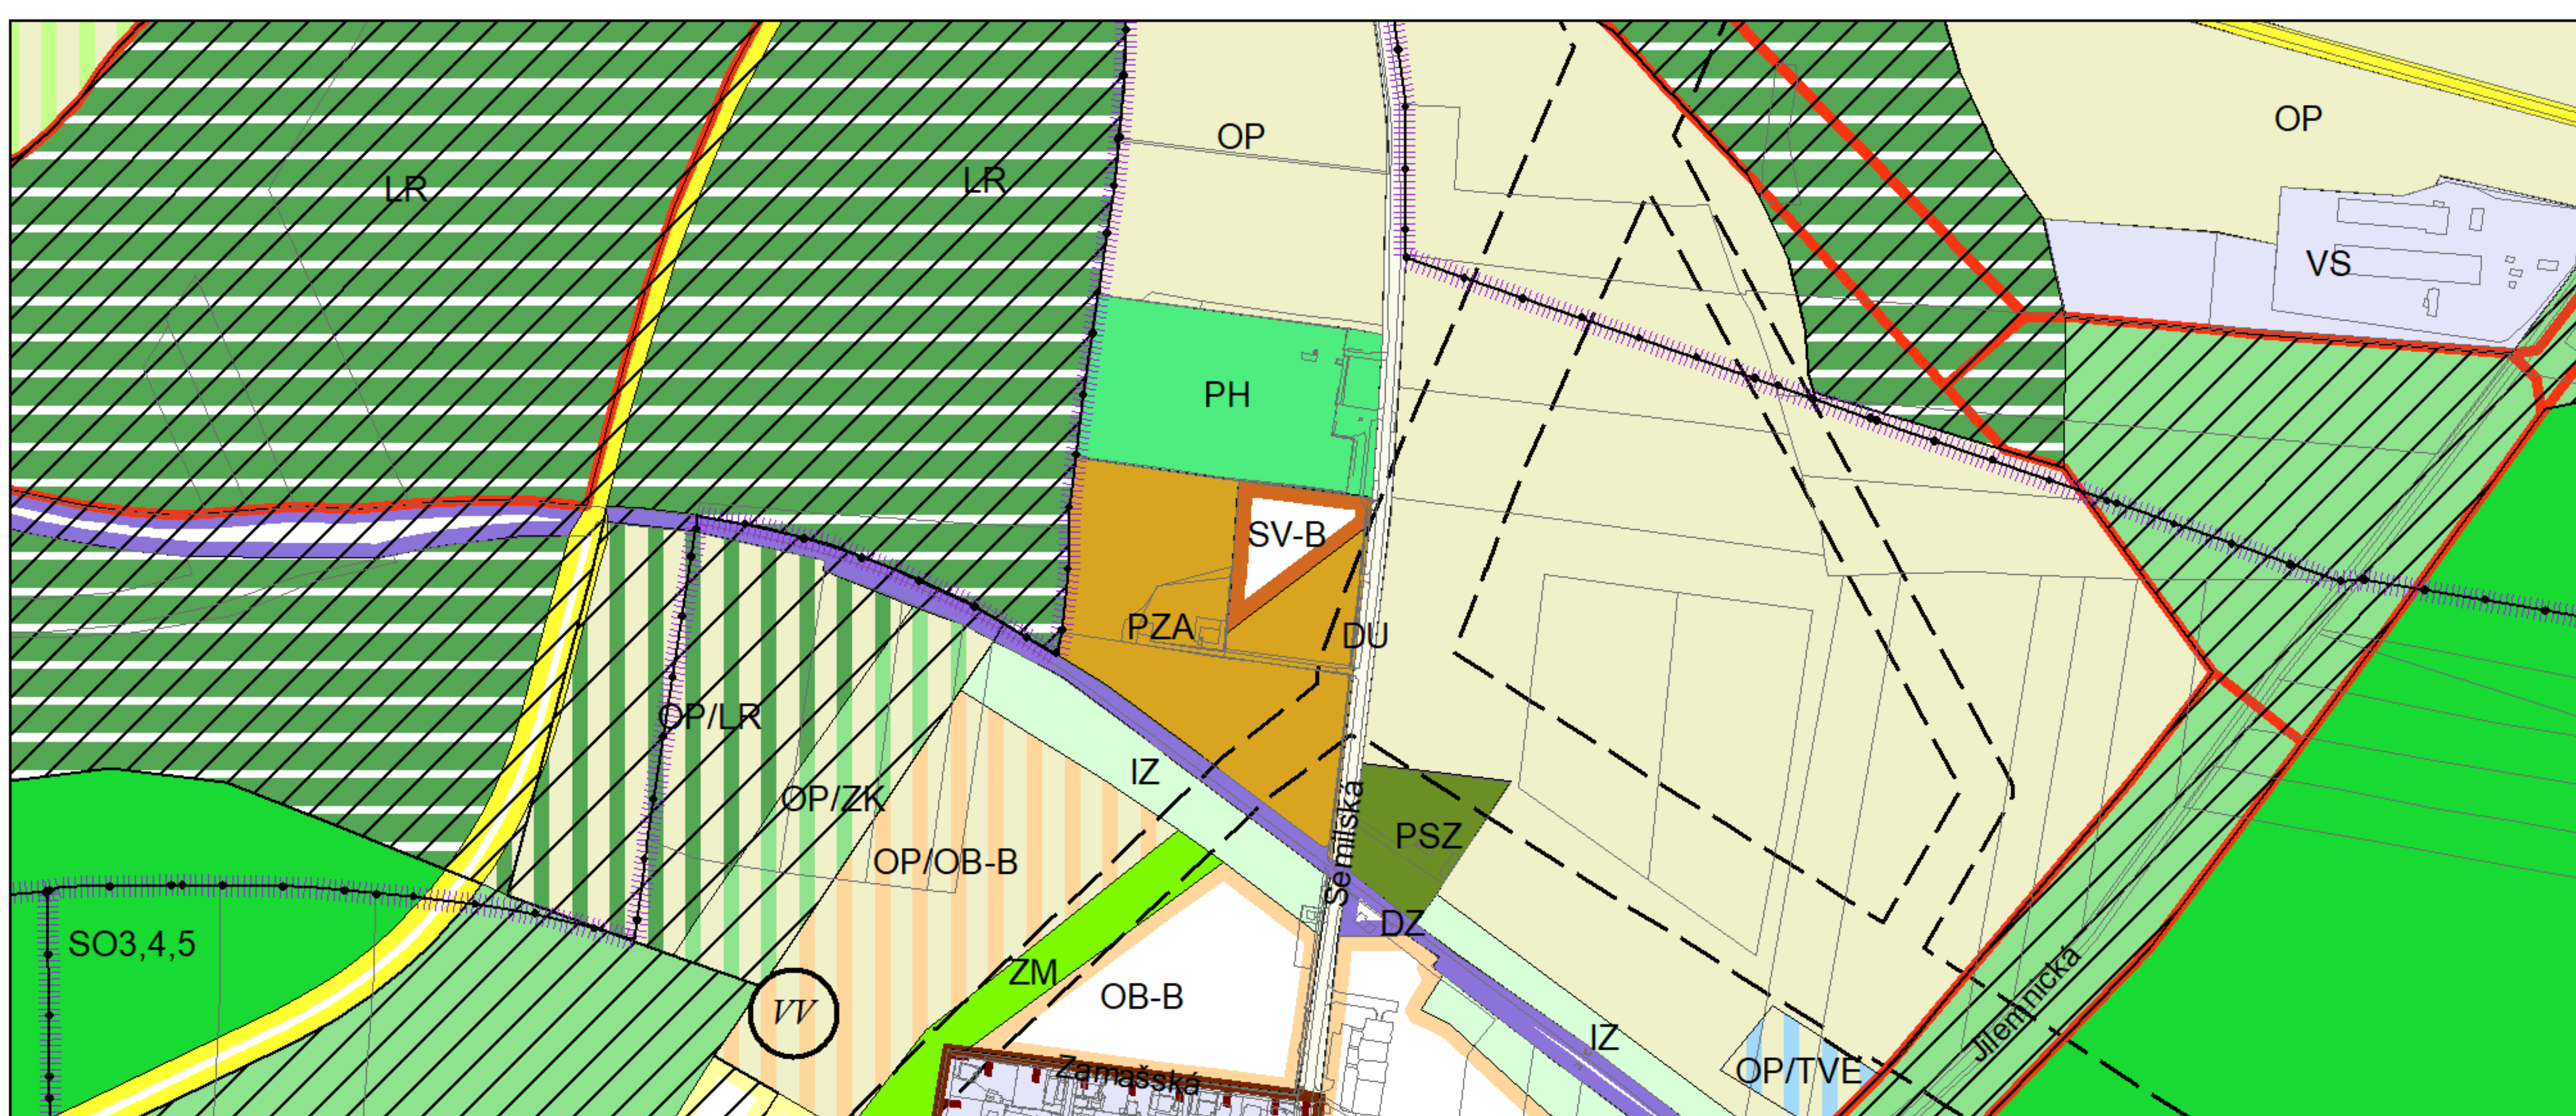 OP
OP
LR
LR
VS
PH
SV-B
PZA
DU
OP/LR
IZ
OP/ZK
Semilská
PSZ
OP/OB-B
DZ
SO3,4,5
ZM
OB-B
VV
Jilemnická
IZ
OP/TVE
Zamašská